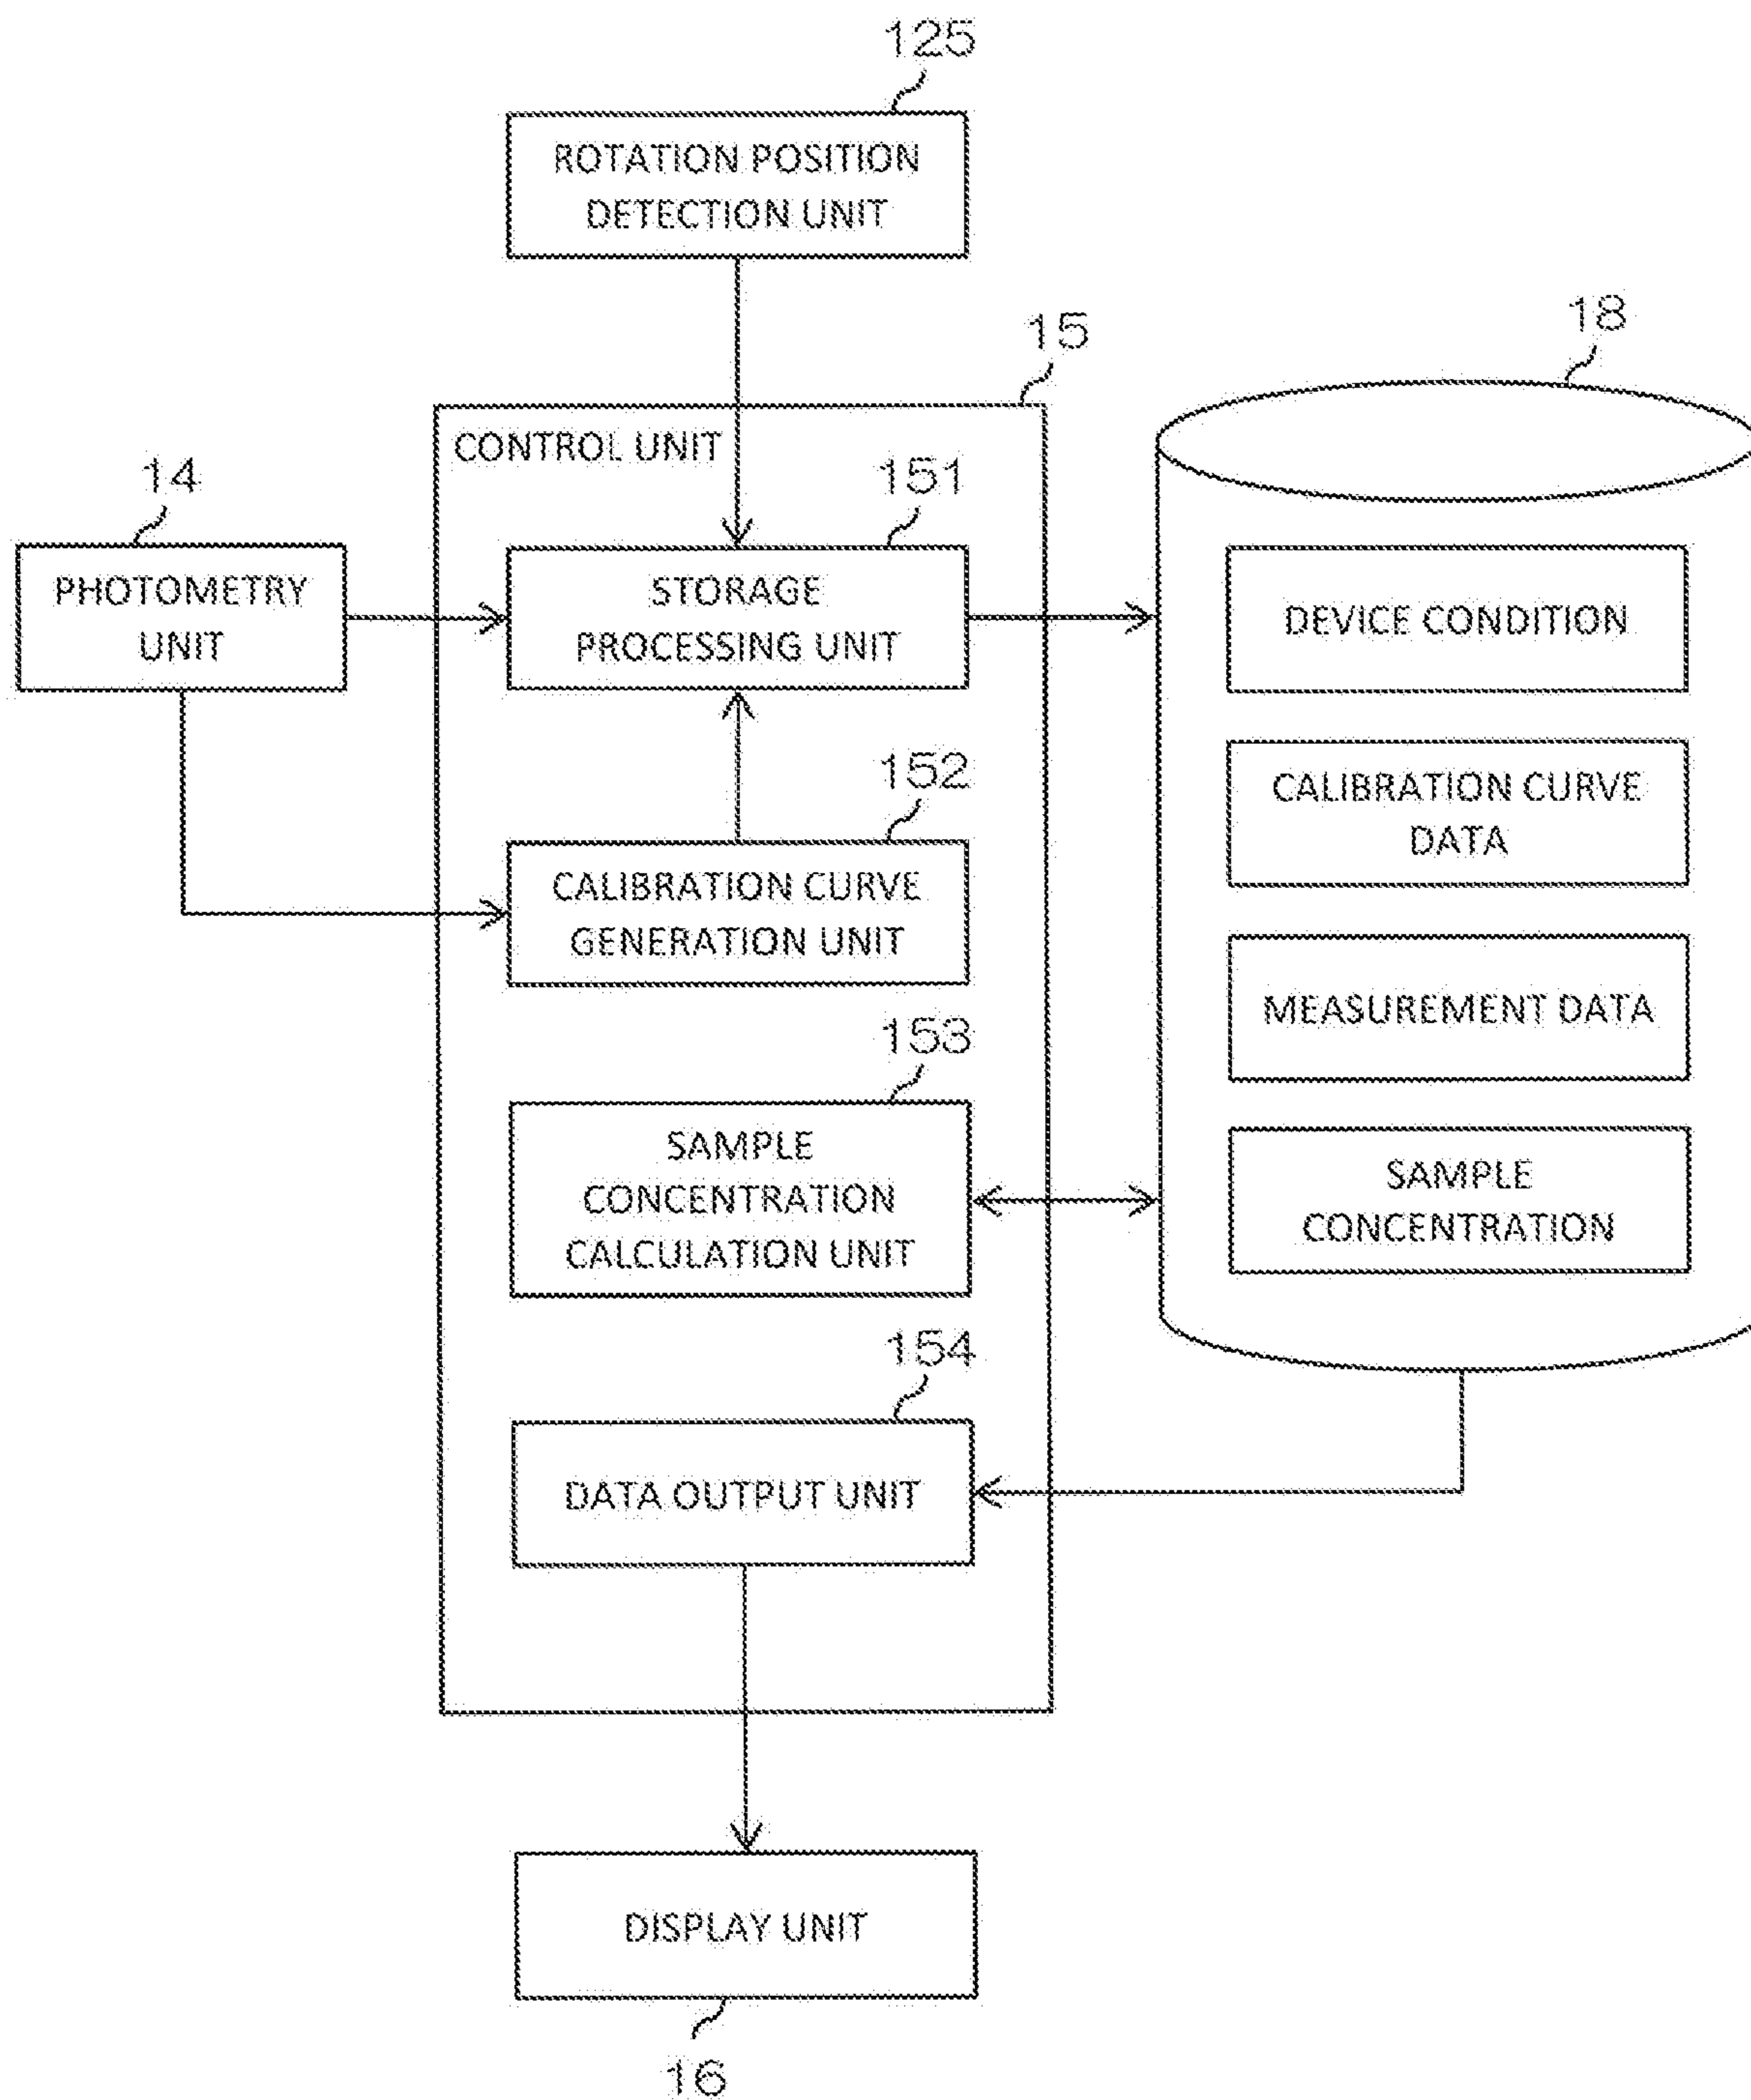 125
ROTATION POSITION
DETECTION UNIT
15
18
CONTROL UNIT
14
151
PHOTOMETRY
UNIT
STORAGE
PROCESSING UNIT
DEVICE CONDITION
152
CALIBRATION CURVE
DATA
CALIBRATION CURVE
GENERATION UNIT
MEASUREMENT DATA
153
SAMPLE
CONCENTRATION
CALCULATION UNIT
SAMPLE
CONCENTRATION
154
DATA OUTPUT UNIT
DISPLAY UNIT
16